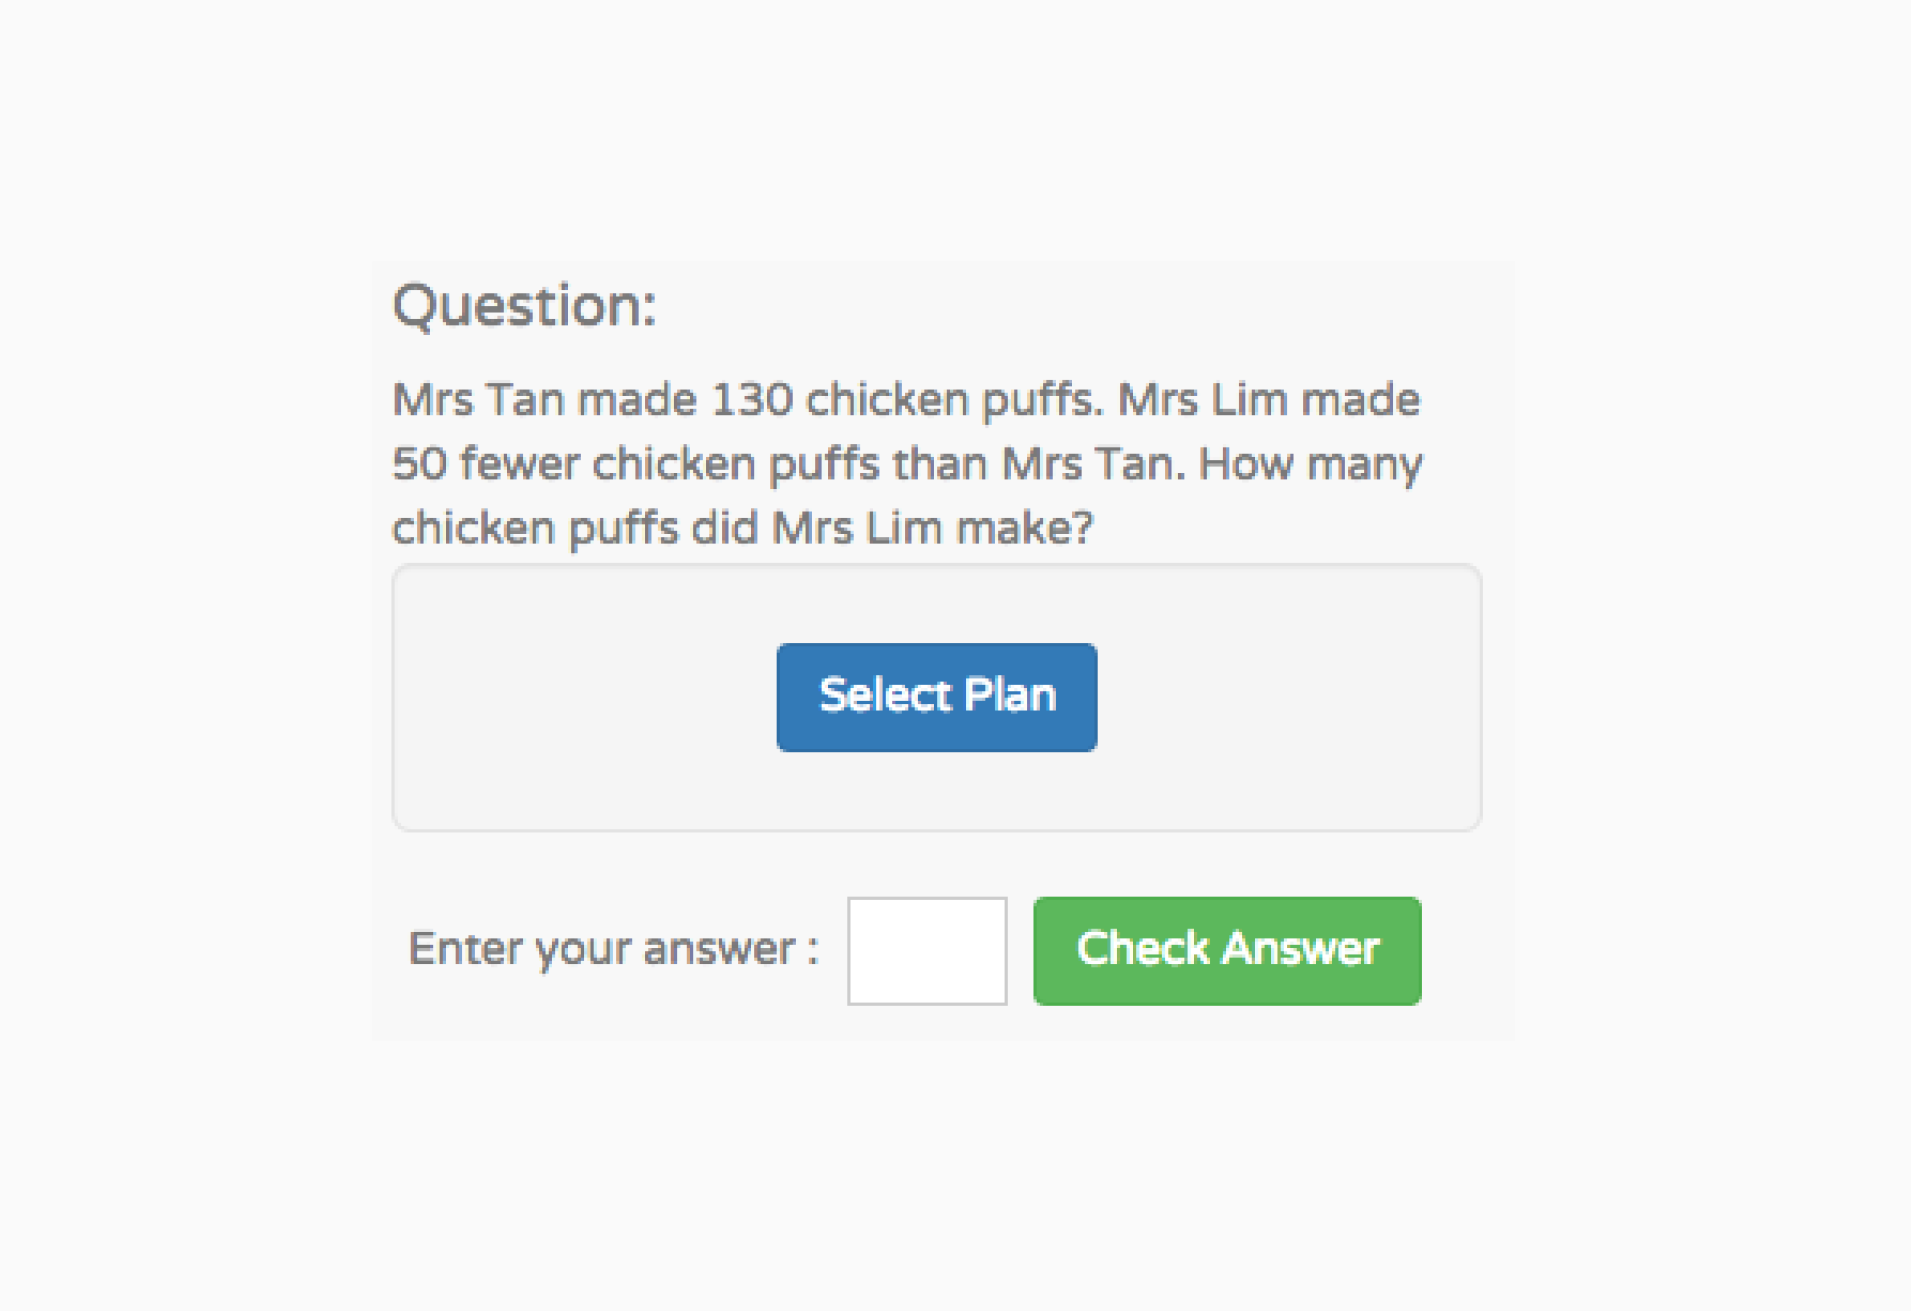 Question:
Mrs Tan made 130 chicken puffs. Mrs Lim made
50 fewer chicken puffs than Mrs Tan. How many
chicken puffs did Mrs Lim make?
Select Plan
Enter your answer :
Check Answer